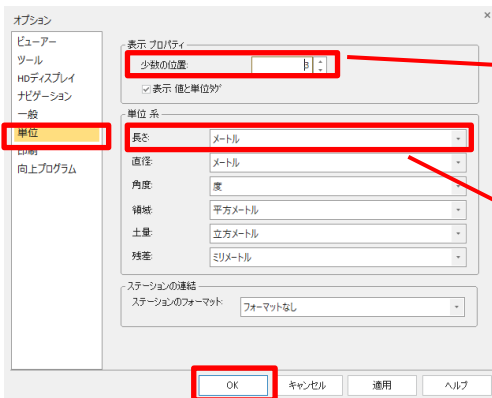 オプション
ビューアー
ツール
HDディスプレイ
ナビゲーション
一般
単位
印刷
向上プログラム
表示 プロパティ
少数の位置: 3
表示 値と単位タグ
単位 系
長さ: メートル
直径: メートル
角度: 度
領域: 平方メートル
土量: 立方メートル
残差: ミリメートル
ステーションの連結
ステーションのフォーマット: フォーマットなし
OK キャンセル 適用 ヘルプ